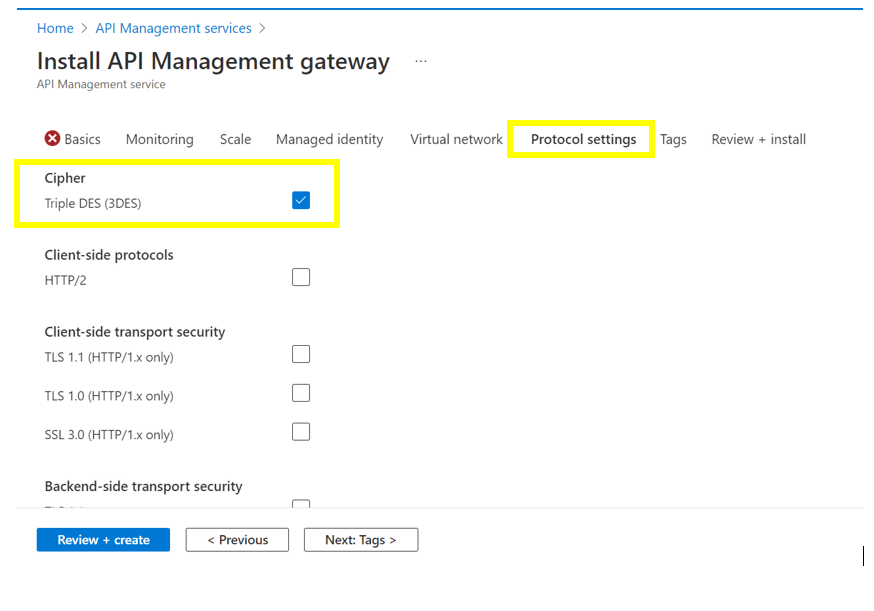 Home > API Management services >
Install API Management gateway ...
API Management service
Basics Monitoring Scale Managed identity Virtual network Protocol settings Tags Review + install
Cipher
Triple DES (3DES)
Client-side protocols
HTTP/2
Client-side transport security
TLS 1.1 (HTTP/1.x only)
TLS 1.0 (HTTP/1.x only)
SSL 3.0 (HTTP/1.x only)
Backend-side transport security
Review + create < Previous Next: Tags >